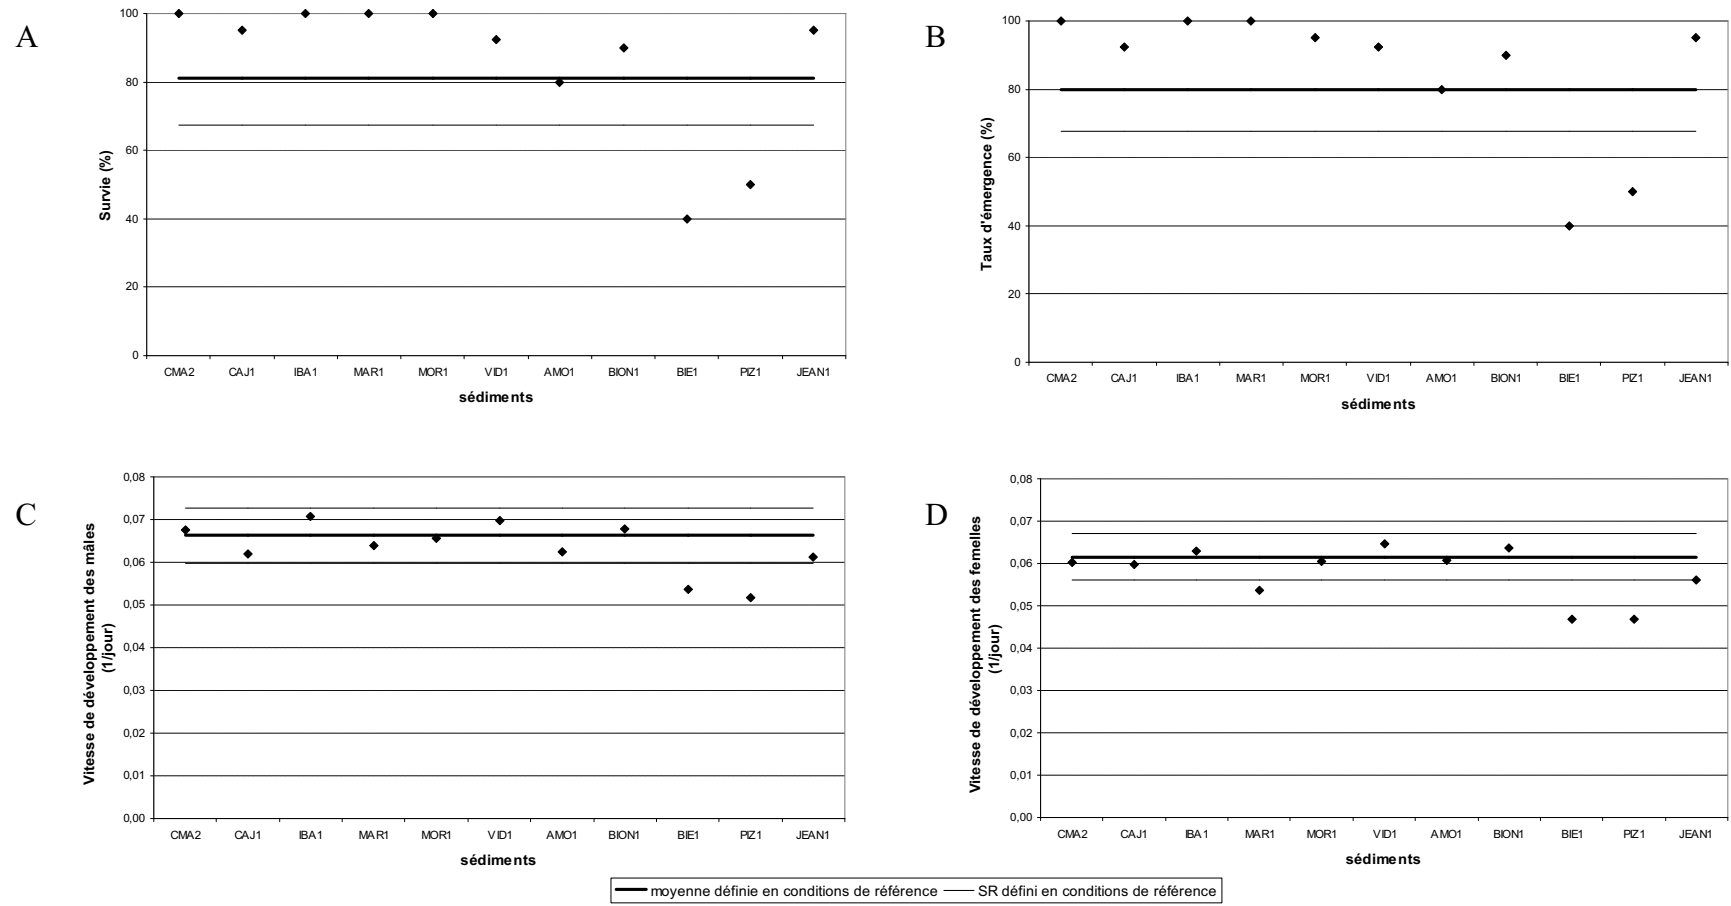 A
100
80
60
40
20
0
Survie (%)
CMA2 CAJ1 IBA1 MAR1 MOR1 VID1 AMO1 BION1 BIE1 PIZ1 JEAN1
sédiments
B
100
80
60
40
20
0
Taux d'émergence (%)
CMA2 CAJ1 IBA1 MAR1 MOR1 VID1 AMO1 BION1 BIE1 PIZ1 JEAN1
sédiments
C
0,08
0,07
0,06
0,05
0,04
0,03
0,02
0,01
0,00
Vitesse de développement des mâles
(1/jour)
CMA2 CAJ1 IBA1 MAR1 MOR1 VID1 AMO1 BION1 BIE1 PIZ1 JEAN1
sédiments
D
0,08
0,07
0,06
0,05
0,04
0,03
0,02
0,01
0,00
Vitesse de développement des femelles
(1/jour)
CMA2 CAJ1 IBA1 MAR1 MOR1 VID1 AMO1 BION1 BIE1 PIZ1 JEAN1
sédiments
moyenne définie en conditions de référence SR défini en conditions de référence